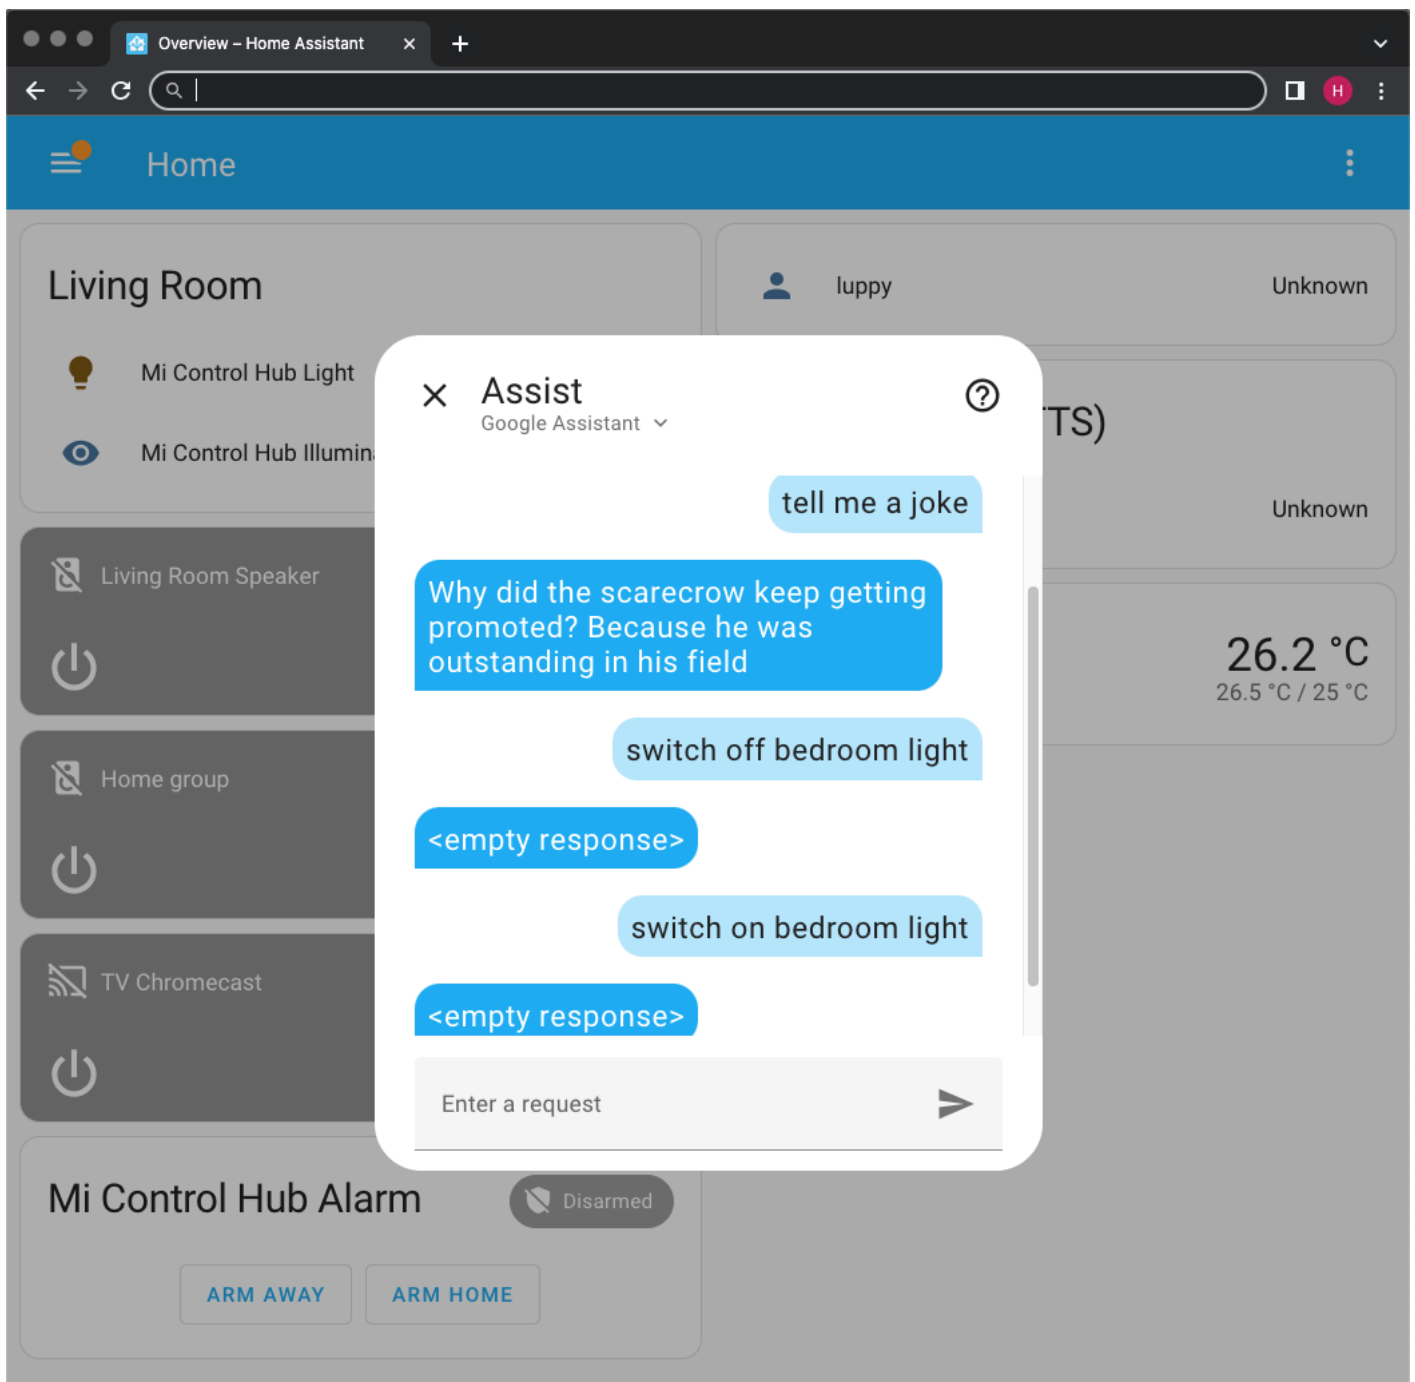 Overview – Home Assistant
H
Home
Living Room
Mi Control Hub Light
Mi Control Hub Illumin
Living Room Speaker
Home group
TV Chromecast
Mi Control Hub Alarm
Disarmed
ARM AWAY
ARM HOME
luppy
Unknown
TS)
Unknown
26.2 °C
26.5 °C / 25 °C
Assist
Google Assistant
tell me a joke
Why did the scarecrow keep getting
promoted? Because he was
outstanding in his field
switch off bedroom light
<empty response>
switch on bedroom light
<empty response>
Enter a request